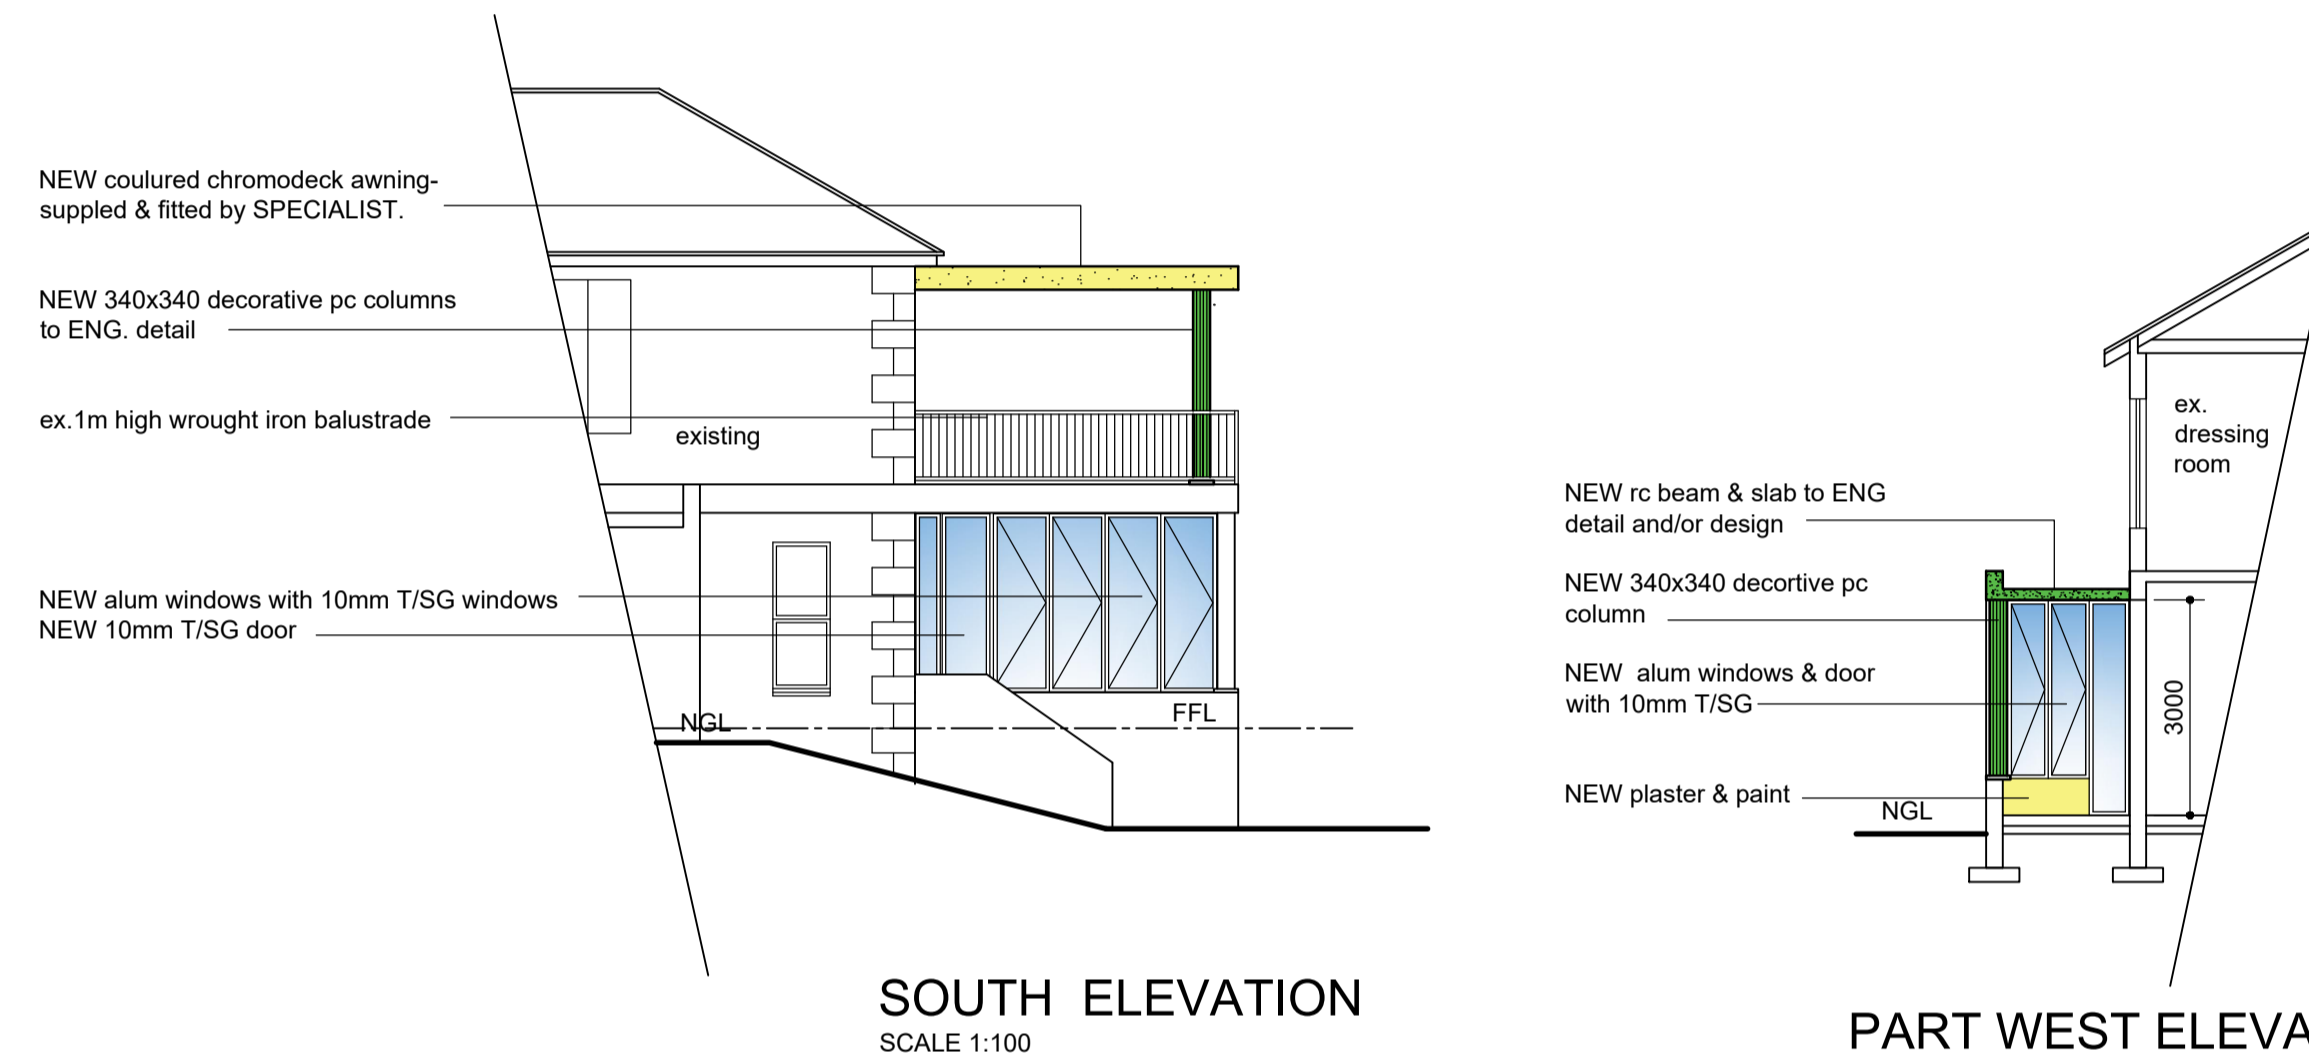 NEW coulured chromodeck awning-
suppled & fitted by SPECIALIST.
NEW 340x340 decorative pc columns
to ENG. detail
ex.1m high wrought iron balustrade
existing
NEW alum windows with 10mm T/SG windows
NEW 10mm T/SG door
NGL
FFL
SOUTH ELEVATION
SCALE 1:100
ex.
dressing
room
NEW rc beam & slab to ENG
detail and/or design
NEW 340x340 decortive pc
column
NEW alum windows & door
with 10mm T/SG
3000
NEW plaster & paint
NGL
PART WEST ELEVA